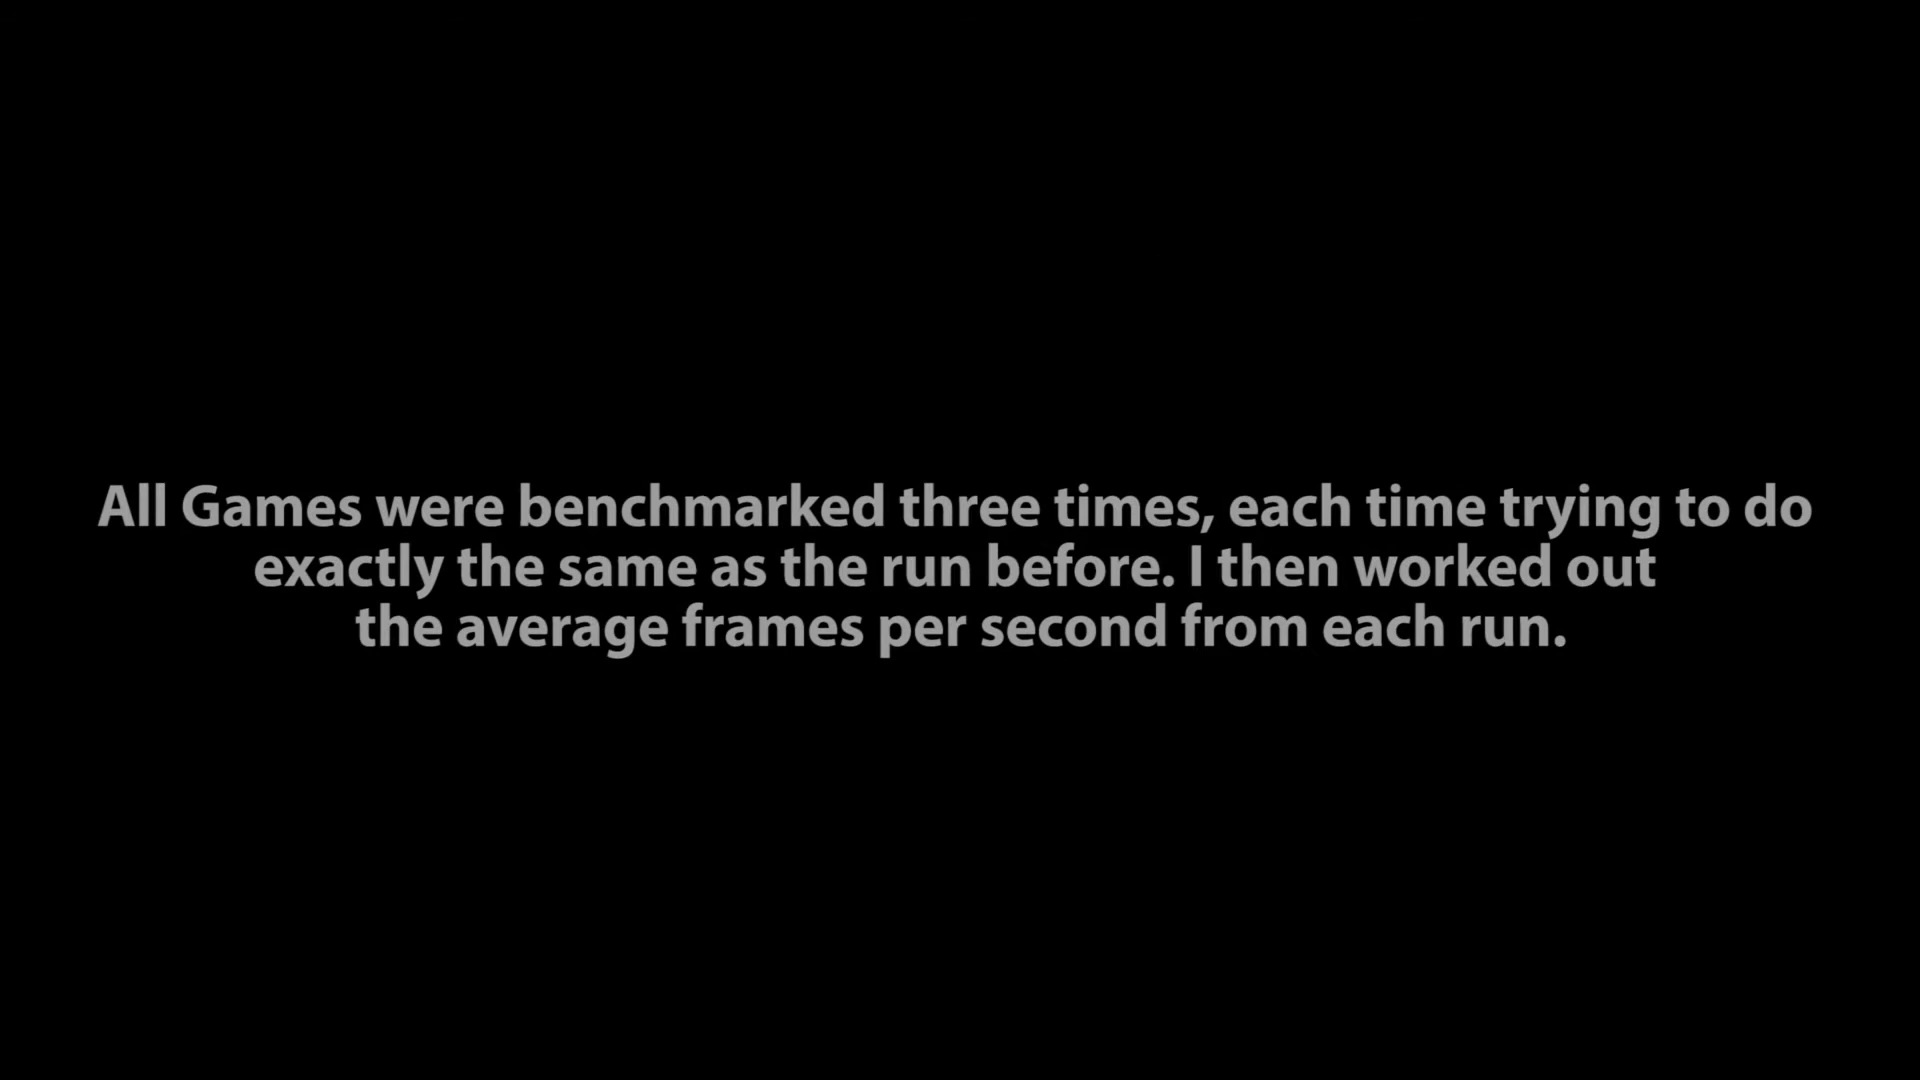 All Games were benchmarked three times, each time trying to do
exactly the same as the run before. I then worked out
the average frames per second from each run.